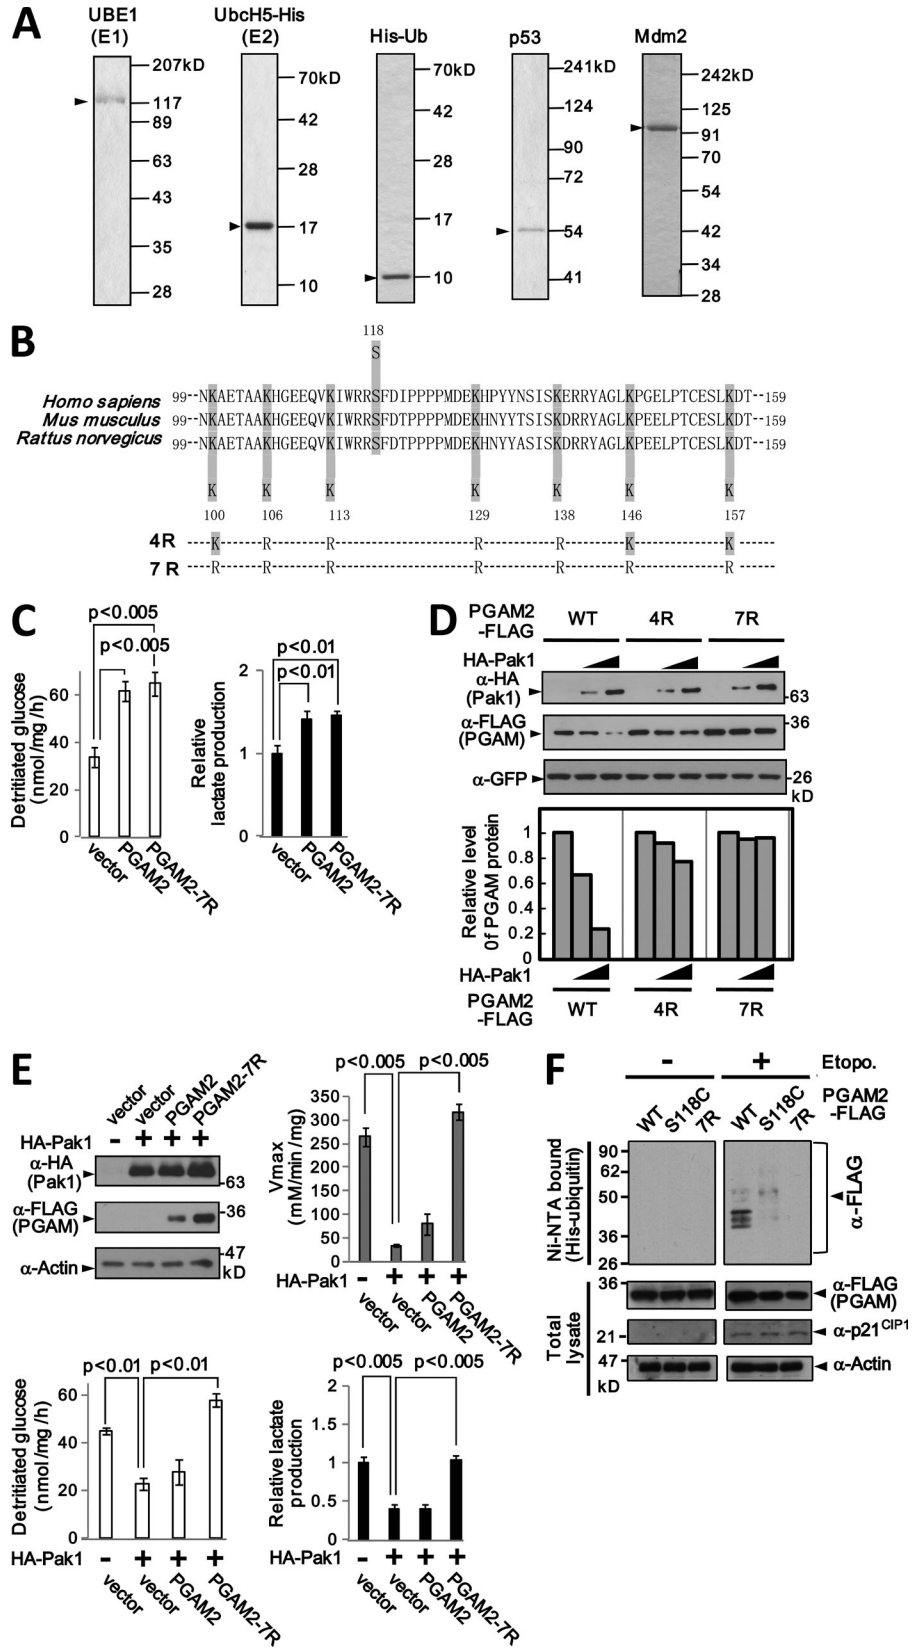 A
UBE1
(E1)
207kD
117
89
63
43
35
28
UbcH5-His
(E2)
70kD
42
28
17
10
His-Ub
70kD
42
28
17
10
p53
241kD
124
90
72
54
41
Mdm2
242kD
125
91
70
54
42
34
28
B
118
S
Homo sapiens 99--NKAETAAKHGEEQVKIWRRSFDIPPPPMDEKHPYYNSISKERRYAGLKPGELPTCESLKDT--159
Mus musculus 99--NKAETAAKHGEEQVKIWRRSFDTPPPPMDEKHNYYTSISKDRRYAGLKPEELPTCESLKDT--159
Rattus norvegicus 99--NKAETAAKHGEEQVKIWRRSFDTPPPPMDEKHNYYASISKDRRYAGLKPEELPTCESLKDT--159
K K K K K K K
100 106 113 129 138 146 157
4R K R R R R K K
7R R R R R R R R
C
p<0.005
p<0.005
Detritiated glucose
(nmol/mg/h)
60
40
20
0
vector
PGAM2
PGAM2-7R
p<0.01
p<0.01
Relative
lactate production
2
1
0
vector
PGAM2
PGAM2-7R
D
PGAM2
-FLAG
WT 4R 7R
HA-Pak1
α-HA
(Pak1)
-63
α-FLAG
(PGAM)
-36
α-GFP
-26
kD
Relative level
0f PGAM protein
1
0.8
0.6
0.4
0.2
0
HA-Pak1
PGAM2
-FLAG
WT 4R 7R
E
vector
vector
PGAM2
PGAM2-7R
HA-Pak1 - + + +
α-HA
(Pak1)
-63
α-FLAG
(PGAM)
-36
α-Actin
-47
kD
p<0.005
p<0.005
Vmax
(mM/min/mg)
350
300
250
200
150
100
50
0
HA-Pak1 - + + +
vector
vector
PGAM2
PGAM2-7R
p<0.01
p<0.01
Detritiated glucose
(nmol/mg/h)
60
40
20
0
HA-Pak1 - + + +
vector
vector
PGAM2
PGAM2-7R
p<0.005
p<0.005
Relative lactate
production
2
1.5
1
0.5
0
HA-Pak1 - + + +
vector
vector
PGAM2
PGAM2-7R
F
- + Etopo.
WT S118C 7R WT S118C 7R PGAM2
-FLAG
Ni-NTA bound
(His-ubiquitin)
90
62
50
36
26
α-FLAG
Total
lysate
36
α-FLAG
(PGAM)
21
α-p21CIP1
47
kD
α-Actin